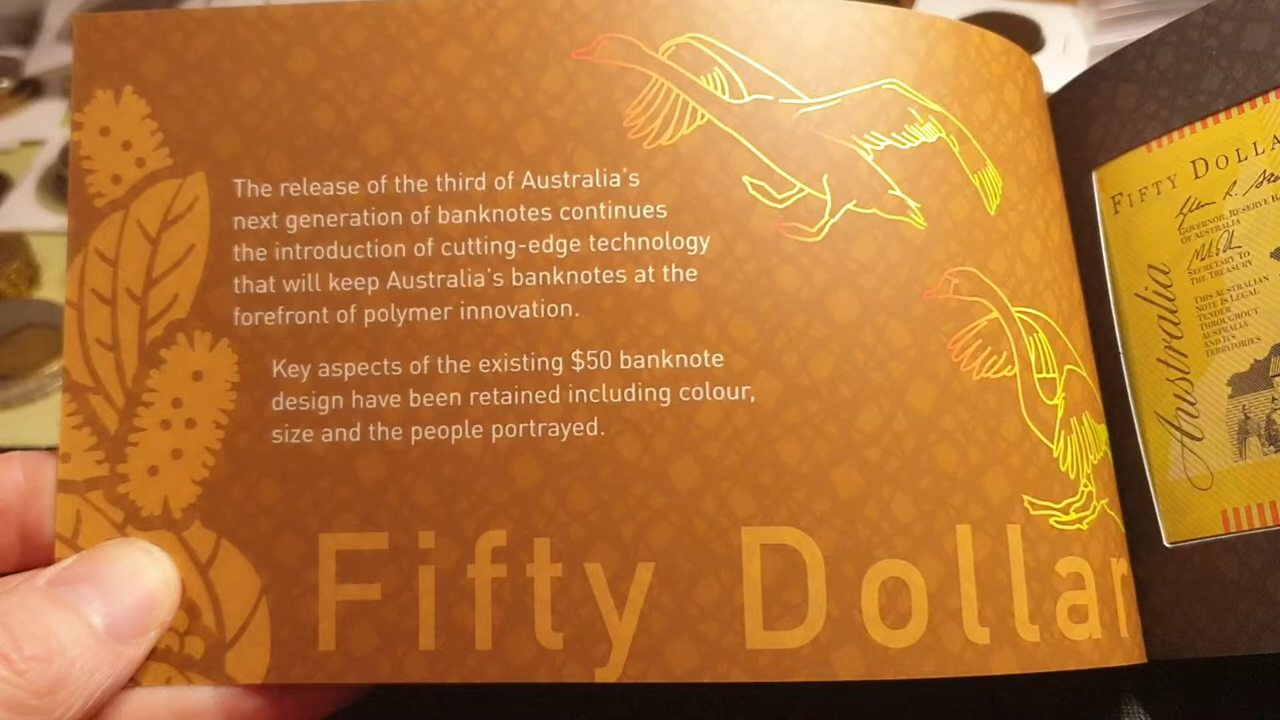 The release of the third of Australia's
next generation of banknotes continues
the introduction of cutting-edge technology
that will keep Australia's banknotes at the
forefront of polymer innovation.
Key aspects of the existing $50 banknote
design have been retained including colour,
size and the people portrayed.
Fifty Dollar
FIFTY DOLLA
GOVERNOR, RESERVE B
OF AUSTRALIA
SECRETARY TO
THE TREASURY
THIS AUSTRALIAN
NOTE IS LEGAL
TENDER
THROUGHOUT
AUSTRALIA
AND ITS
TERRITORIES
Australia